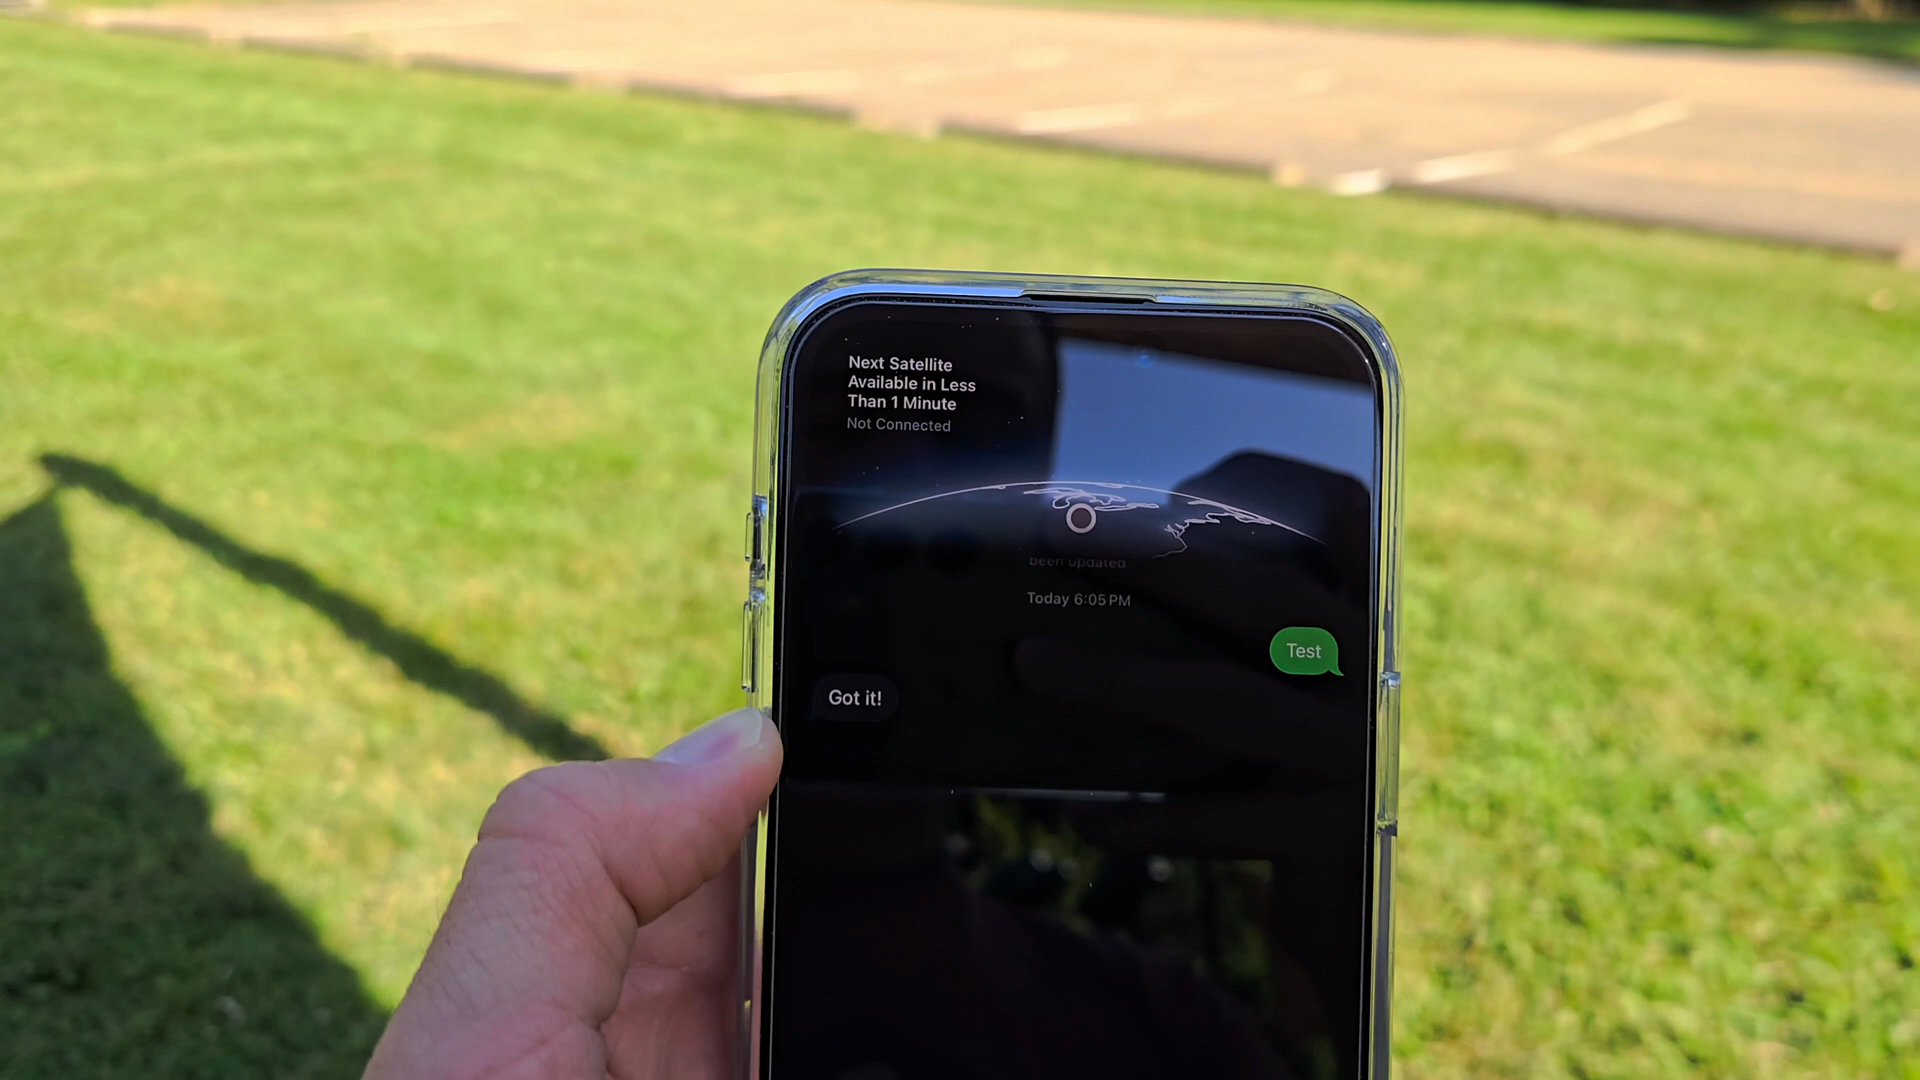 Next Satellite
Available in Less
Than 1 Minute
Not Connected
been updated
Today 6:05 PM
Test
Got it!